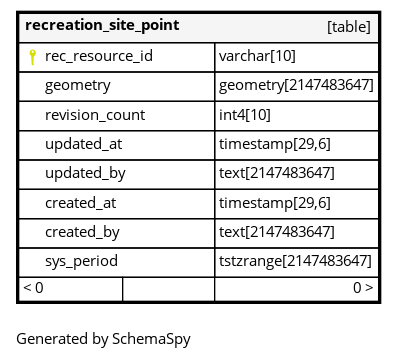 recreation_site_point [table]
rec_resource_id varchar[10]
geometry geometry[2147483647]
revision_count int4[10]
updated_at timestamp[29,6]
updated_by text[2147483647]
created_at timestamp[29,6]
created_by text[2147483647]
sys_period tstzrange[2147483647]
< 0 0 >
Generated by SchemaSpy